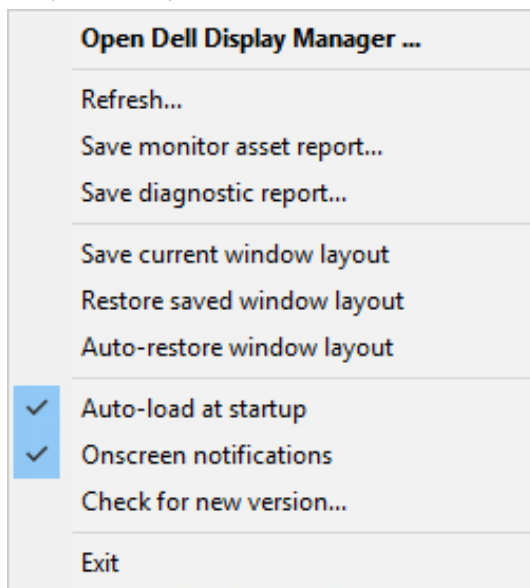 Open Dell Display Manager ...
Refresh...
Save monitor asset report...
Save diagnostic report...
Save current window layout
Restore saved window layout
Auto-restore window layout
Auto-load at startup
Onscreen notifications
Check for new version...
Exit